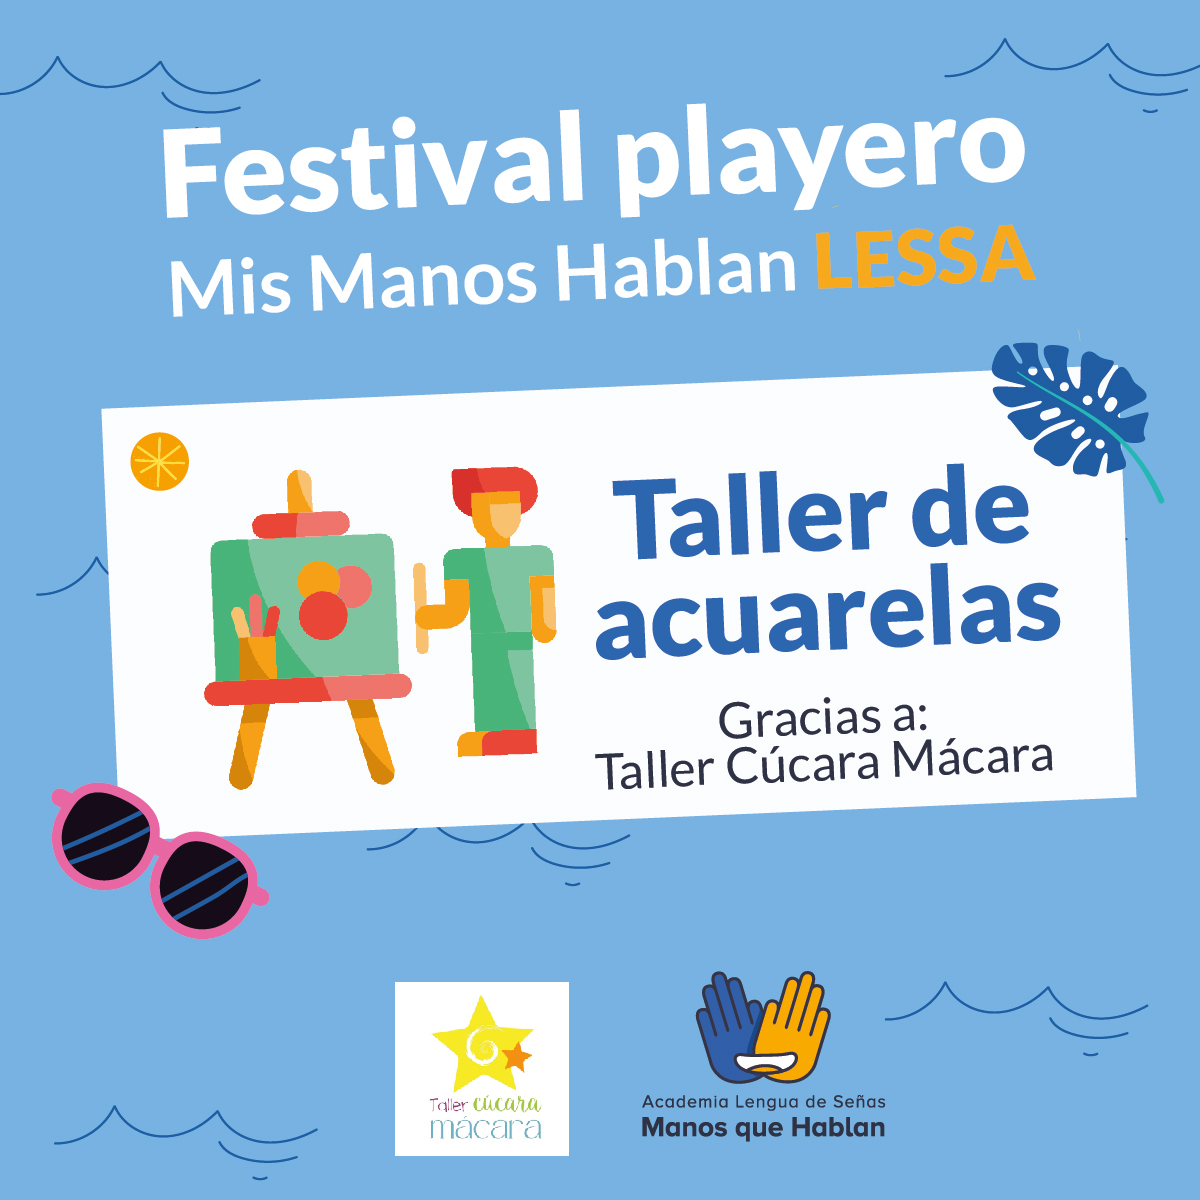 Festival playero
Mis Manos Hablan LESSA
Taller de
acuarelas
Gracias a:
Taller Cúcara Mácara
Taller cúcara
mácara
Academia Lengua de Señas
Manos que Hablan